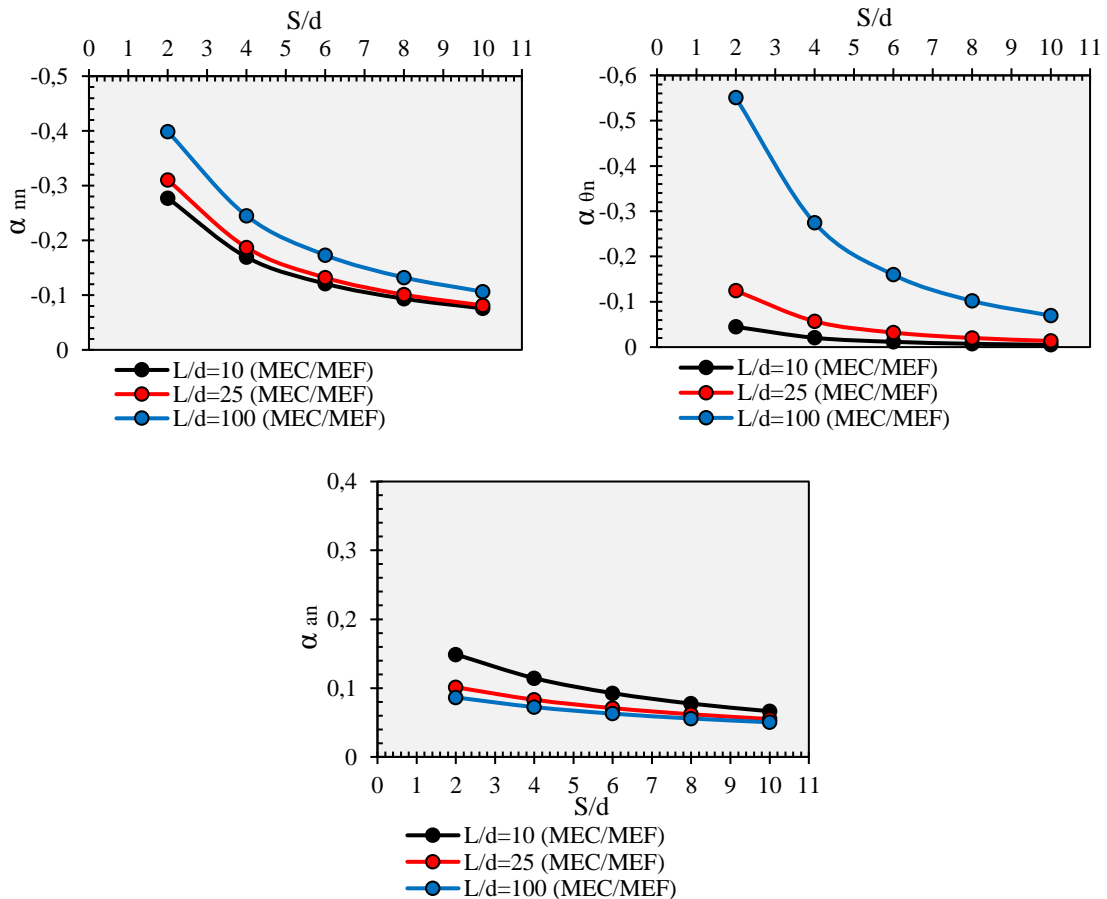 S/d
0 1 2 3 4 5 6 7 8 9 10 11
-0,5
-0,4
-0,3
-0,2
-0,1
0
α nn
L/d=10 (MEC/MEF)
L/d=25 (MEC/MEF)
L/d=100 (MEC/MEF)
S/d
0 1 2 3 4 5 6 7 8 9 10 11
-0,6
-0,5
-0,4
-0,3
-0,2
-0,1
0
α θn
L/d=10 (MEC/MEF)
L/d=25 (MEC/MEF)
L/d=100 (MEC/MEF)
0,4
0,3
0,2
0,1
0
α an
0 1 2 3 4 5 6 7 8 9 10 11
S/d
L/d=10 (MEC/MEF)
L/d=25 (MEC/MEF)
L/d=100 (MEC/MEF)